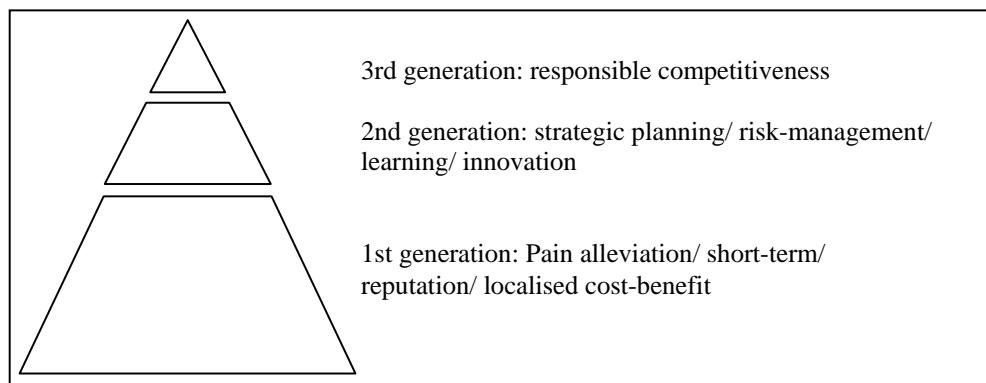 3rd generation: responsible competitiveness
2nd generation: strategic planning/ risk-management/
learning/ innovation
1st generation: Pain alleviation/ short-term/
reputation/ localised cost-benefit